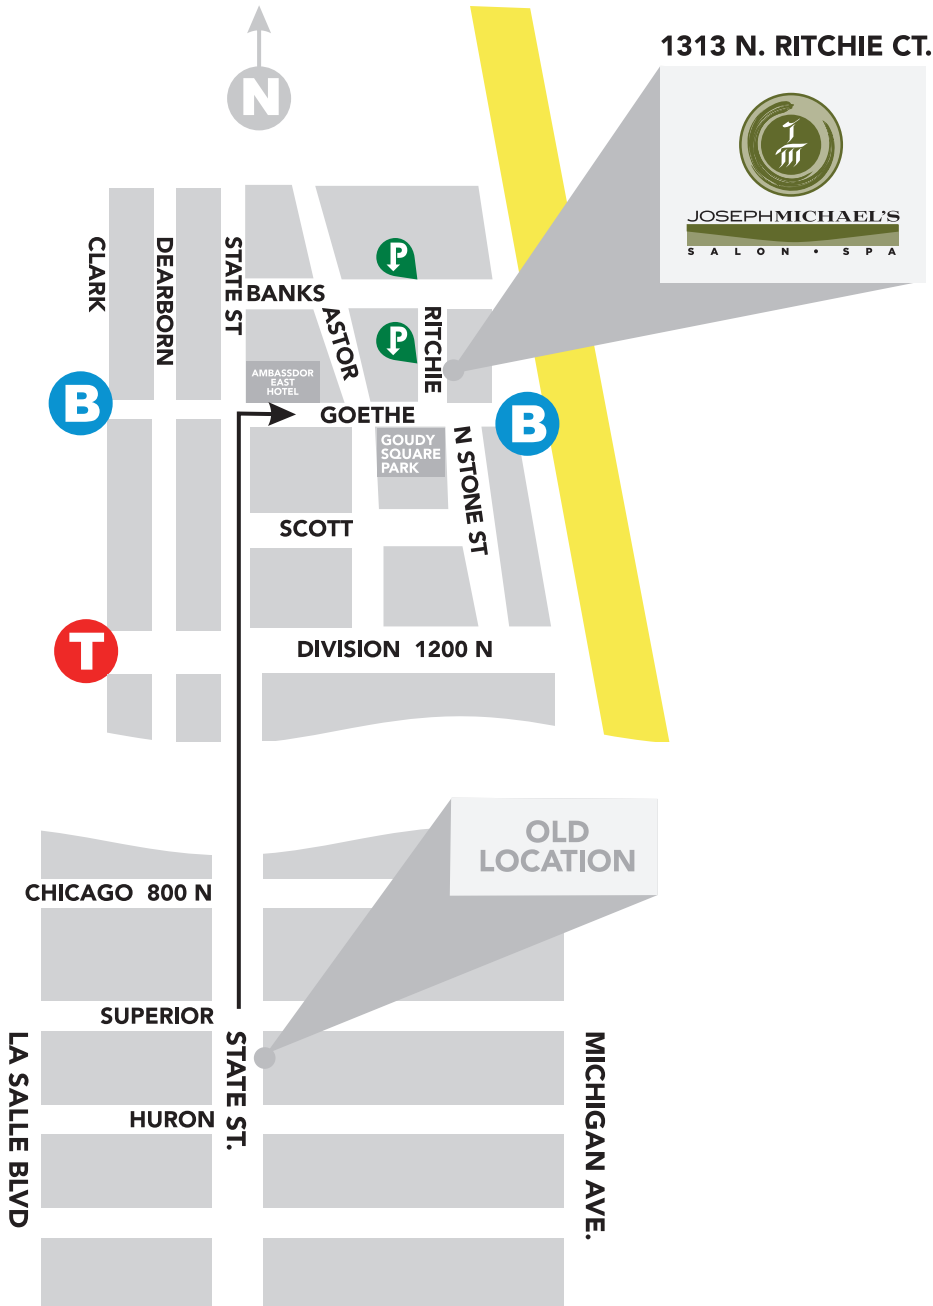 N
1313 N. RITCHIE CT.
JOSEPHMICHAEL'S
SALON • SPA
CLARK
DEARBORN
STATE ST
BANKS
ASTOR
RITCHIE
P
P
AMBASSDOR
EAST
HOTEL
B
GOETHE
B
GOUDY
SQUARE
PARK
N STONE ST
SCOTT
T
DIVISION 1200 N
OLD
LOCATION
CHICAGO 800 N
SUPERIOR
LA SALLE BLVD
STATE ST.
MICHIGAN AVE.
HURON